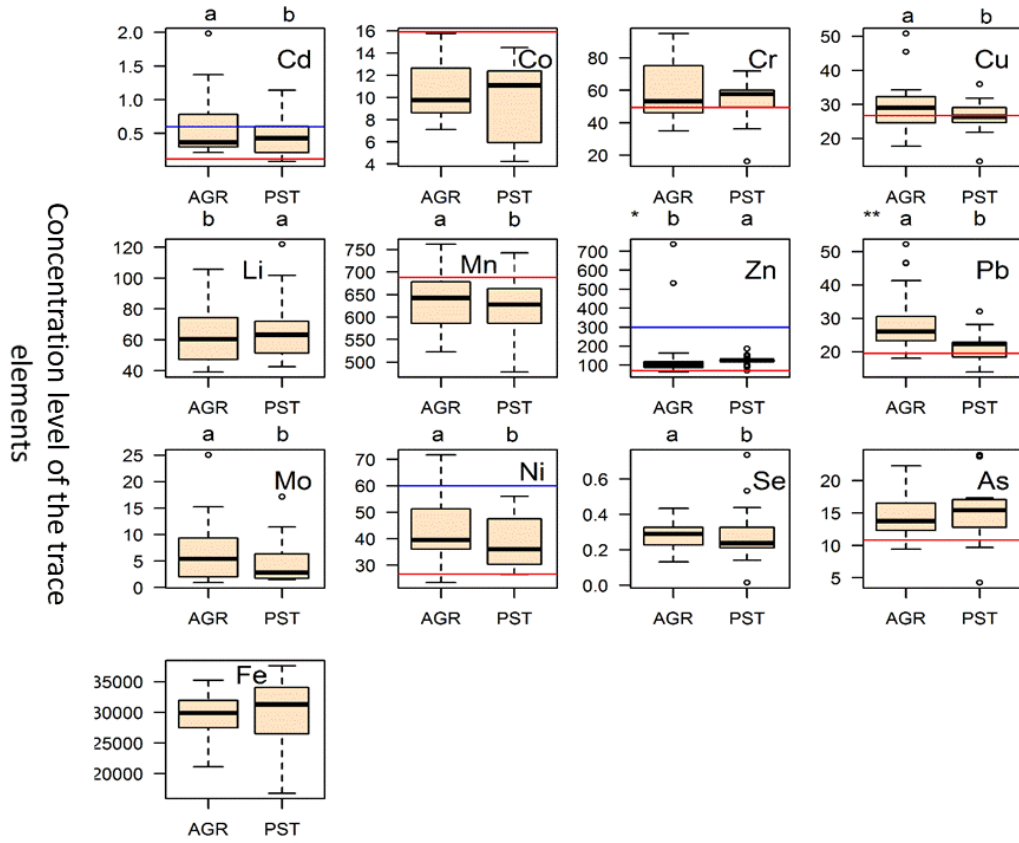 a b
2.0
1.5
1.0
0.5
Cd
AGR PST
16
14
12
10
8
6
4
Co
AGR PST
80
60
40
20
Cr
AGR PST
a b
50
40
30
20
Cu
AGR PST
b a
120
100
80
60
40
Li
AGR PST
a b
750
700
650
600
550
500
Mn
AGR PST
* b a
700
600
500
400
300
200
100
Zn
AGR PST
** a b
50
40
30
20
Pb
AGR PST
a b
25
20
15
10
5
0
Mo
AGR PST
a b
70
60
50
40
30
Ni
AGR PST
a b
0.6
0.4
0.2
0.0
Se
AGR PST
20
15
10
5
As
AGR PST
35000
30000
25000
20000
Fe
AGR PST
Concentration level of the trace
elements